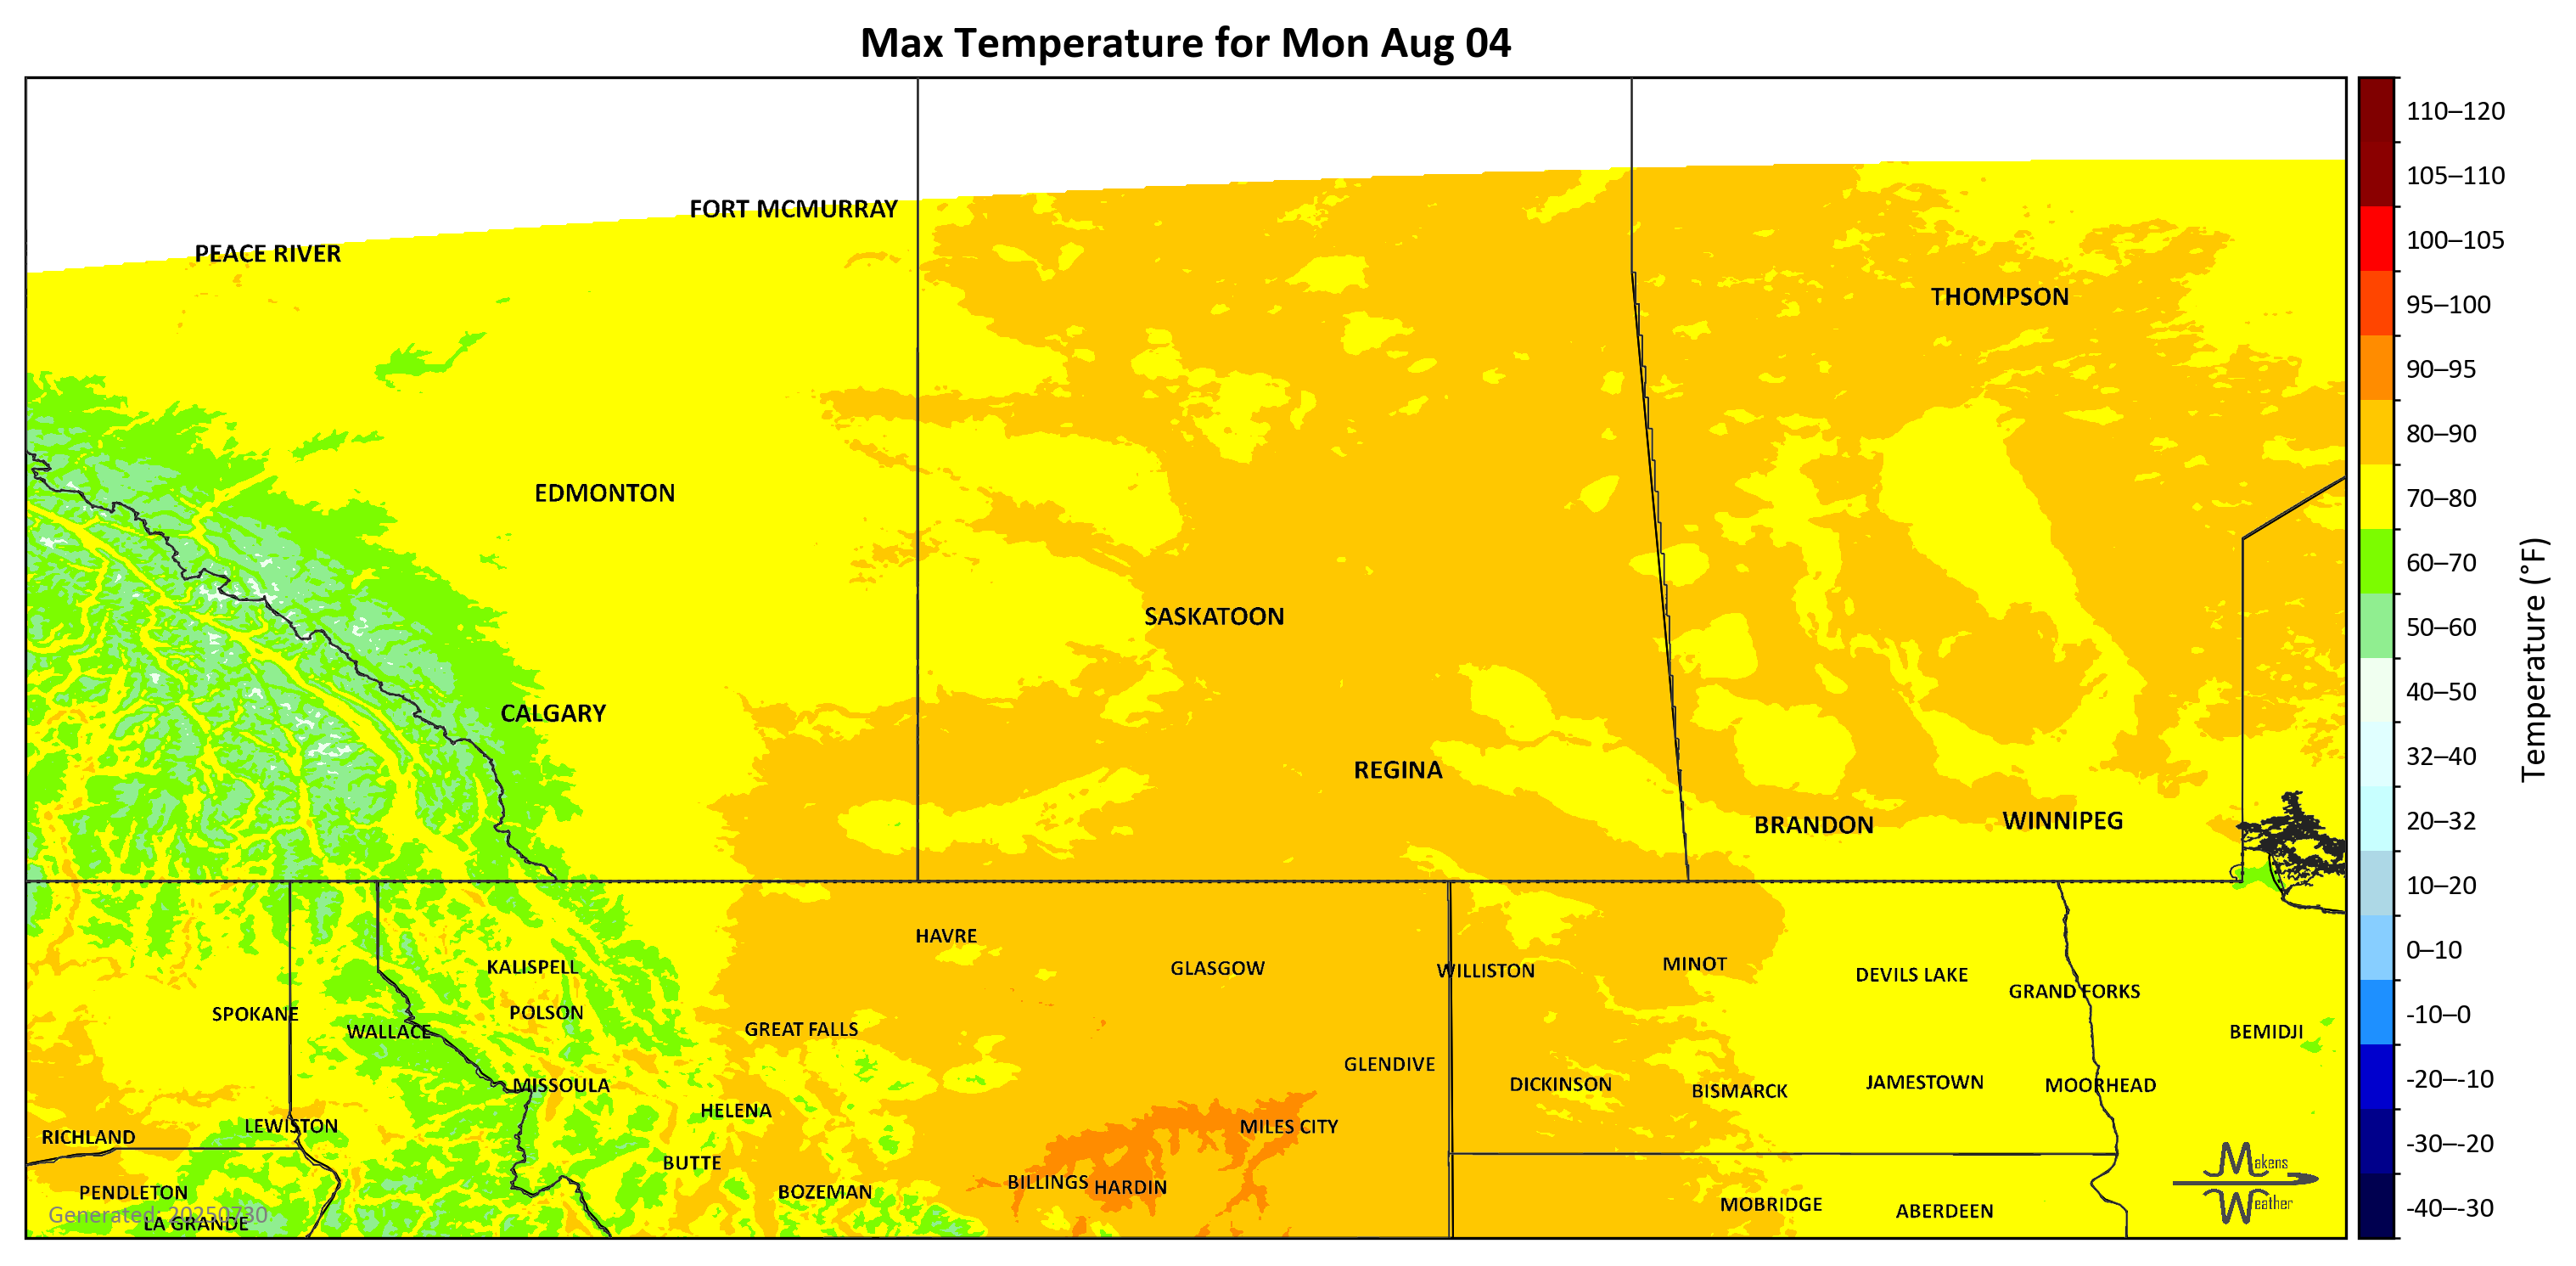 Max Temperature for Mon Aug 04
FORT MCMURRAY
PEACE RIVER
THOMPSON
EDMONTON
SASKATOON
CALGARY
REGINA
BRANDON
WINNIPEG
HAVRE
KALISPELL
GLASGOW
WILLISTON
MINOT
DEVILS LAKE
GRAND FORKS
SPOKANE
POLSON
WALLACE
GREAT FALLS
BEMIDJI
GLENDIVE
MISSOULA
DICKINSON
BISMARCK
JAMESTOWN
MOORHEAD
HELENA
LEWISTON
MILES CITY
RICHLAND
BUTTE
BILLINGS
HARDIN
PENDLETON
BOZEMAN
MOBRIDGE
ABERDEEN
Generated: 20250730
LA GRANDE
Makens
Weather
110–120
105–110
100–105
95–100
90–95
80–90
70–80
60–70
50–60
40–50
32–40
20–32
10–20
0–10
-10–0
-20–-10
-30–-20
-40–-30
Temperature (°F)